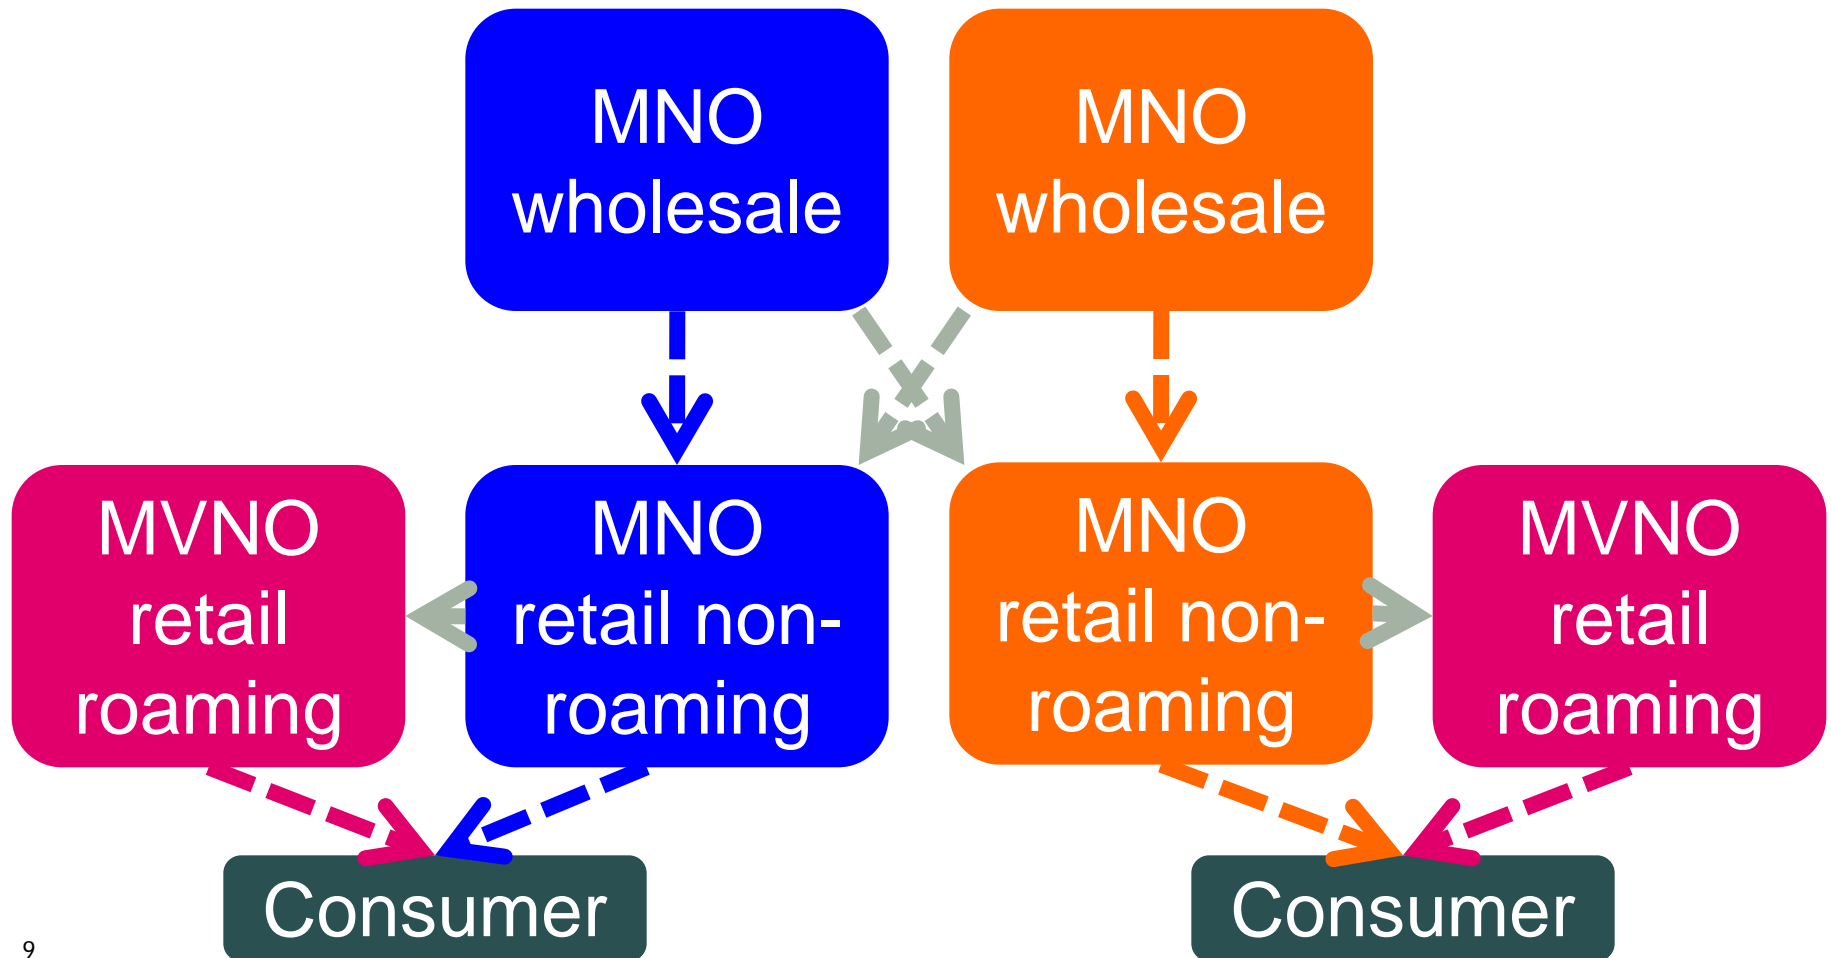 MNO
wholesale
MNO
wholesale
MVNO
retail
roaming
MNO
retail non-
roaming
MNO
retail non-
roaming
MVNO
retail
roaming
Consumer
Consumer
9